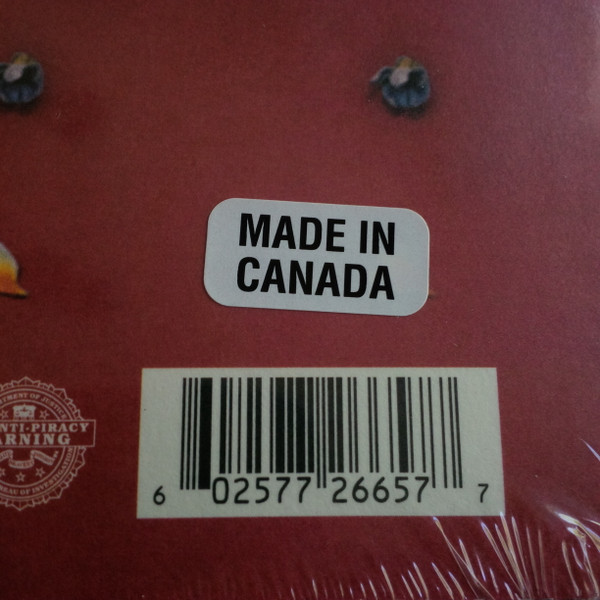 MADE IN
CANADA
ANTI-PIRACY
WARNING
6 02577 26657 7